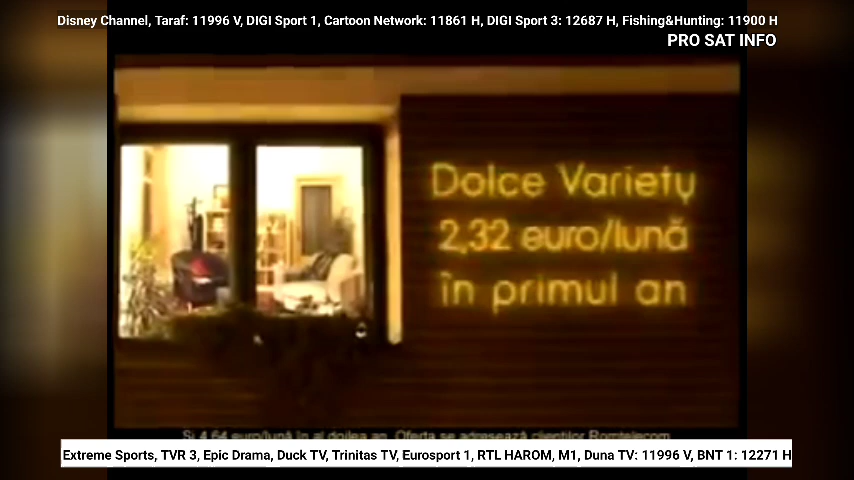 Disney Channel, Taraf: 11996 V, DIGI Sport 1, Cartoon Network: 11861 H, DIGI Sport 3: 12687 H, Fishing&Hunting: 11900 H
PRO SAT INFO
Dolce Variety
2,32 euro/lună
în primul an
Și 4,64 euro/lună în al doilea an. Oferta se adresează clienților Romtelecom
Extreme Sports, TVR 3, Epic Drama, Duck TV, Trinitas TV, Eurosport 1, RTL HAROM, M1, Duna TV: 11996 V, BNT 1: 12271 H